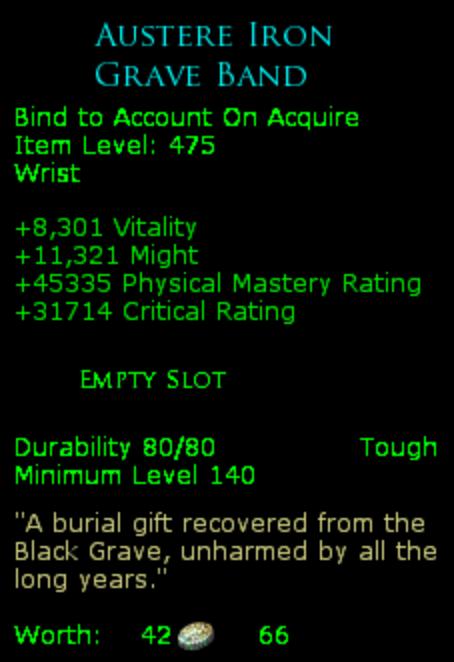 Austere Iron
Grave Band
Bind to Account On Acquire
Item Level: 475
Wrist
+8,301 Vitality
+11,321 Might
+45335 Physical Mastery Rating
+31714 Critical Rating
Empty Slot
Durability 80/80 Tough
Minimum Level 140
"A burial gift recovered from the
Black Grave, unharmed by all the
long years."
Worth: 42 66